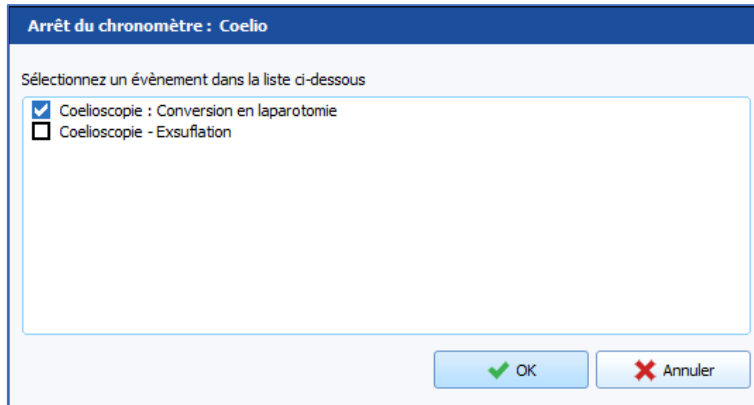 Arrêt du chronomètre : Coelio
Sélectionnez un évènement dans la liste ci-dessous
Coelioscopie : Conversion en laparotomie
Coelioscopie - Exsuflation
OK
Annuler